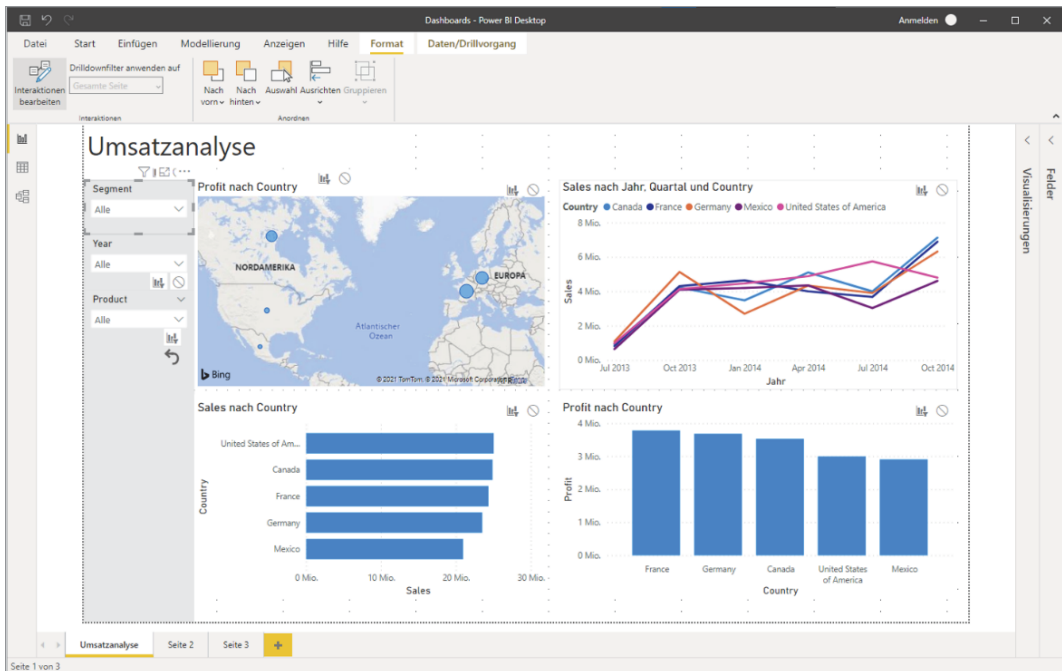 Dashboards - Power BI Desktop
Anmelden
Datei Start Einfügen Modellierung Anzeigen Hilfe Format Daten/Drillvorgang
Interaktionen bearbeiten
Drilldownfilter anwenden auf
Gesamte Seite
Interaktionen
Nach vorn
Nach hinten
Auswahl
Ausrichten
Gruppieren
Anordnen
Umsatzanalyse
Segment
Alle
Year
Alle
Product
Alle
Profit nach Country
NORDAMERIKA
EUROPA
Atlantischer
Ozean
Bing
© 2021 TomTom, © 2021 Microsoft
Sales nach Jahr, Quartal und Country
Country Canada France Germany Mexico United States of America
8 Mio.
6 Mio.
4 Mio.
2 Mio.
0 Mio.
Sales
Jul 2013 Oct 2013 Jan 2014 Apr 2014 Jul 2014 Oct 2014
Jahr
Sales nach Country
United States of Am...
Canada
France
Germany
Mexico
Country
0 Mio. 10 Mio. 20 Mio. 30 Mio.
Sales
Profit nach Country
4 Mio.
3 Mio.
2 Mio.
1 Mio.
0 Mio.
Profit
France Germany Canada United States of America Mexico
Country
Visualisierungen
Felder
Umsatzanalyse Seite 2 Seite 3
Seite 1 von 3